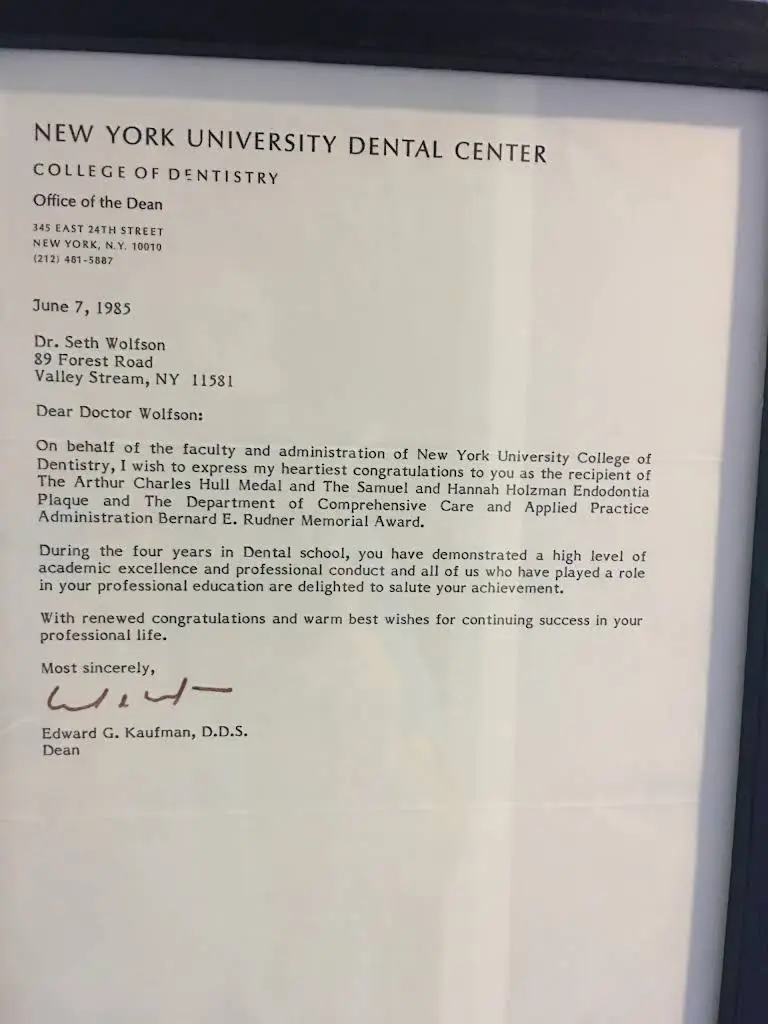 NEW YORK UNIVERSITY DENTAL CENTER
COLLEGE OF DENTISTRY
Office of the Dean
345 EAST 24TH STREET
NEW YORK, N.Y. 10010
(212) 481-5887
June 7, 1985
Dr. Seth Wolfson
89 Forest Road
Valley Stream, NY 11581
Dear Doctor Wolfson:
On behalf of the faculty and administration of New York University College of
Dentistry, I wish to express my heartiest congratulations to you as the recipient of
The Arthur Charles Hull Medal and The Samuel and Hannah Holzman Endodontia
Plaque and The Department of Comprehensive Care and Applied Practice
Administration Bernard E. Rudner Memorial Award.
During the four years in Dental school, you have demonstrated a high level of
academic excellence and professional conduct and all of us who have played a role
in your professional education are delighted to salute your achievement.
With renewed congratulations and warm best wishes for continuing success in your
professional life.
Most sincerely,
Edward G. Kaufman, D.D.S.
Dean